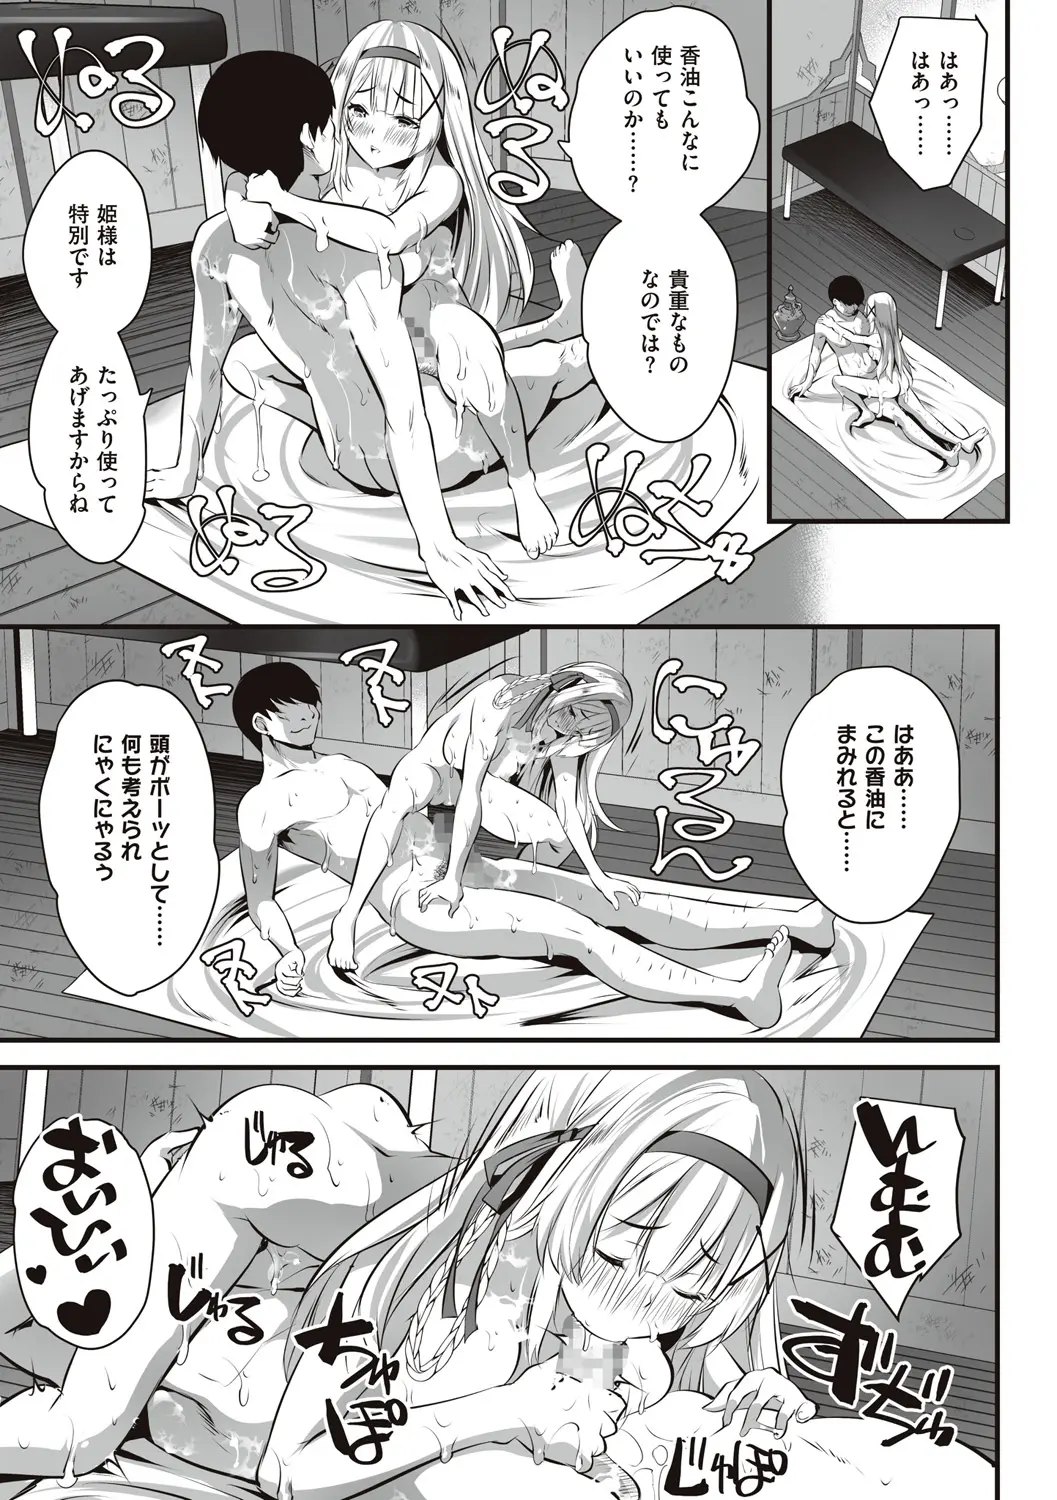 はあっ………
はあっ……
香油こんなに
使っても
いいのか……？
貴重なもの
なのでは？
ぬる
ぬる
姫様は
特別です
たっぷり使って
あげますからね
ぬる
ぬちゅ
はああ……
この香油に
まみれると……
にゅるるん
ヌト
ヌト
ヌト
ヌト
頭がボーッとして……
何も考えられ
にゃくにゃるぅ
んむむ
じゅる
じゅる
おいひぃ
ちゅぽ
じゅぽ